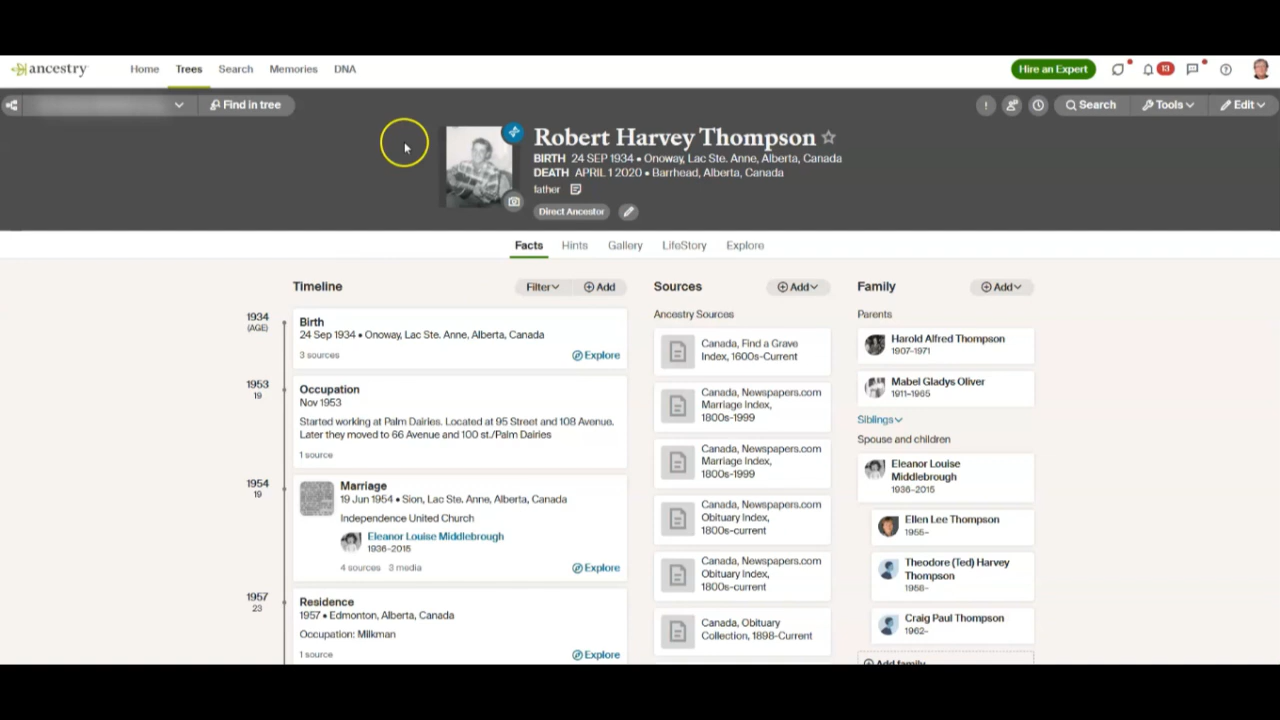 ancestry
Home Trees Search Memories DNA
Hire an Expert
13
Find in tree
Search Tools Edit
Robert Harvey Thompson
BIRTH 24 SEP 1934 • Onoway, Lac Ste. Anne, Alberta, Canada
DEATH APRIL 1 2020 • Barrhead, Alberta, Canada
father
Direct Ancestor
Facts Hints Gallery LifeStory Explore
Timeline
Filter Add
1934
(AGE)
Birth
24 Sep 1934 • Onoway, Lac Ste. Anne, Alberta, Canada
3 sources
Explore
1953
19
Occupation
Nov 1953
Started working at Palm Dairies. Located at 95 Street and 108 Avenue.
Later they moved to 66 Avenue and 100 st./Palm Dairies
1 source
1954
19
Marriage
19 Jun 1954 • Sion, Lac Ste. Anne, Alberta, Canada
Independence United Church
Eleanor Louise Middlebrough
1936–2015
4 sources 3 media
Explore
1957
23
Residence
1957 • Edmonton, Alberta, Canada
Occupation: Milkman
1 source
Explore
Sources
Add
Ancestry Sources
Canada, Find a Grave
Index, 1600s-Current
Canada, Newspapers.com
Marriage Index,
1800s-1999
Canada, Newspapers.com
Marriage Index,
1800s-1999
Canada, Newspapers.com
Obituary Index,
1800s-current
Canada, Newspapers.com
Obituary Index,
1800s-current
Canada, Obituary
Collection, 1898-Current
Family
Add
Parents
Harold Alfred Thompson
1907–1971
Mabel Gladys Oliver
1911–1965
Siblings
Spouse and children
Eleanor Louise
Middlebrough
1936–2015
Ellen Lee Thompson
1956–
Theodore (Ted) Harvey
Thompson
1958–
Craig Paul Thompson
1962–
Add family